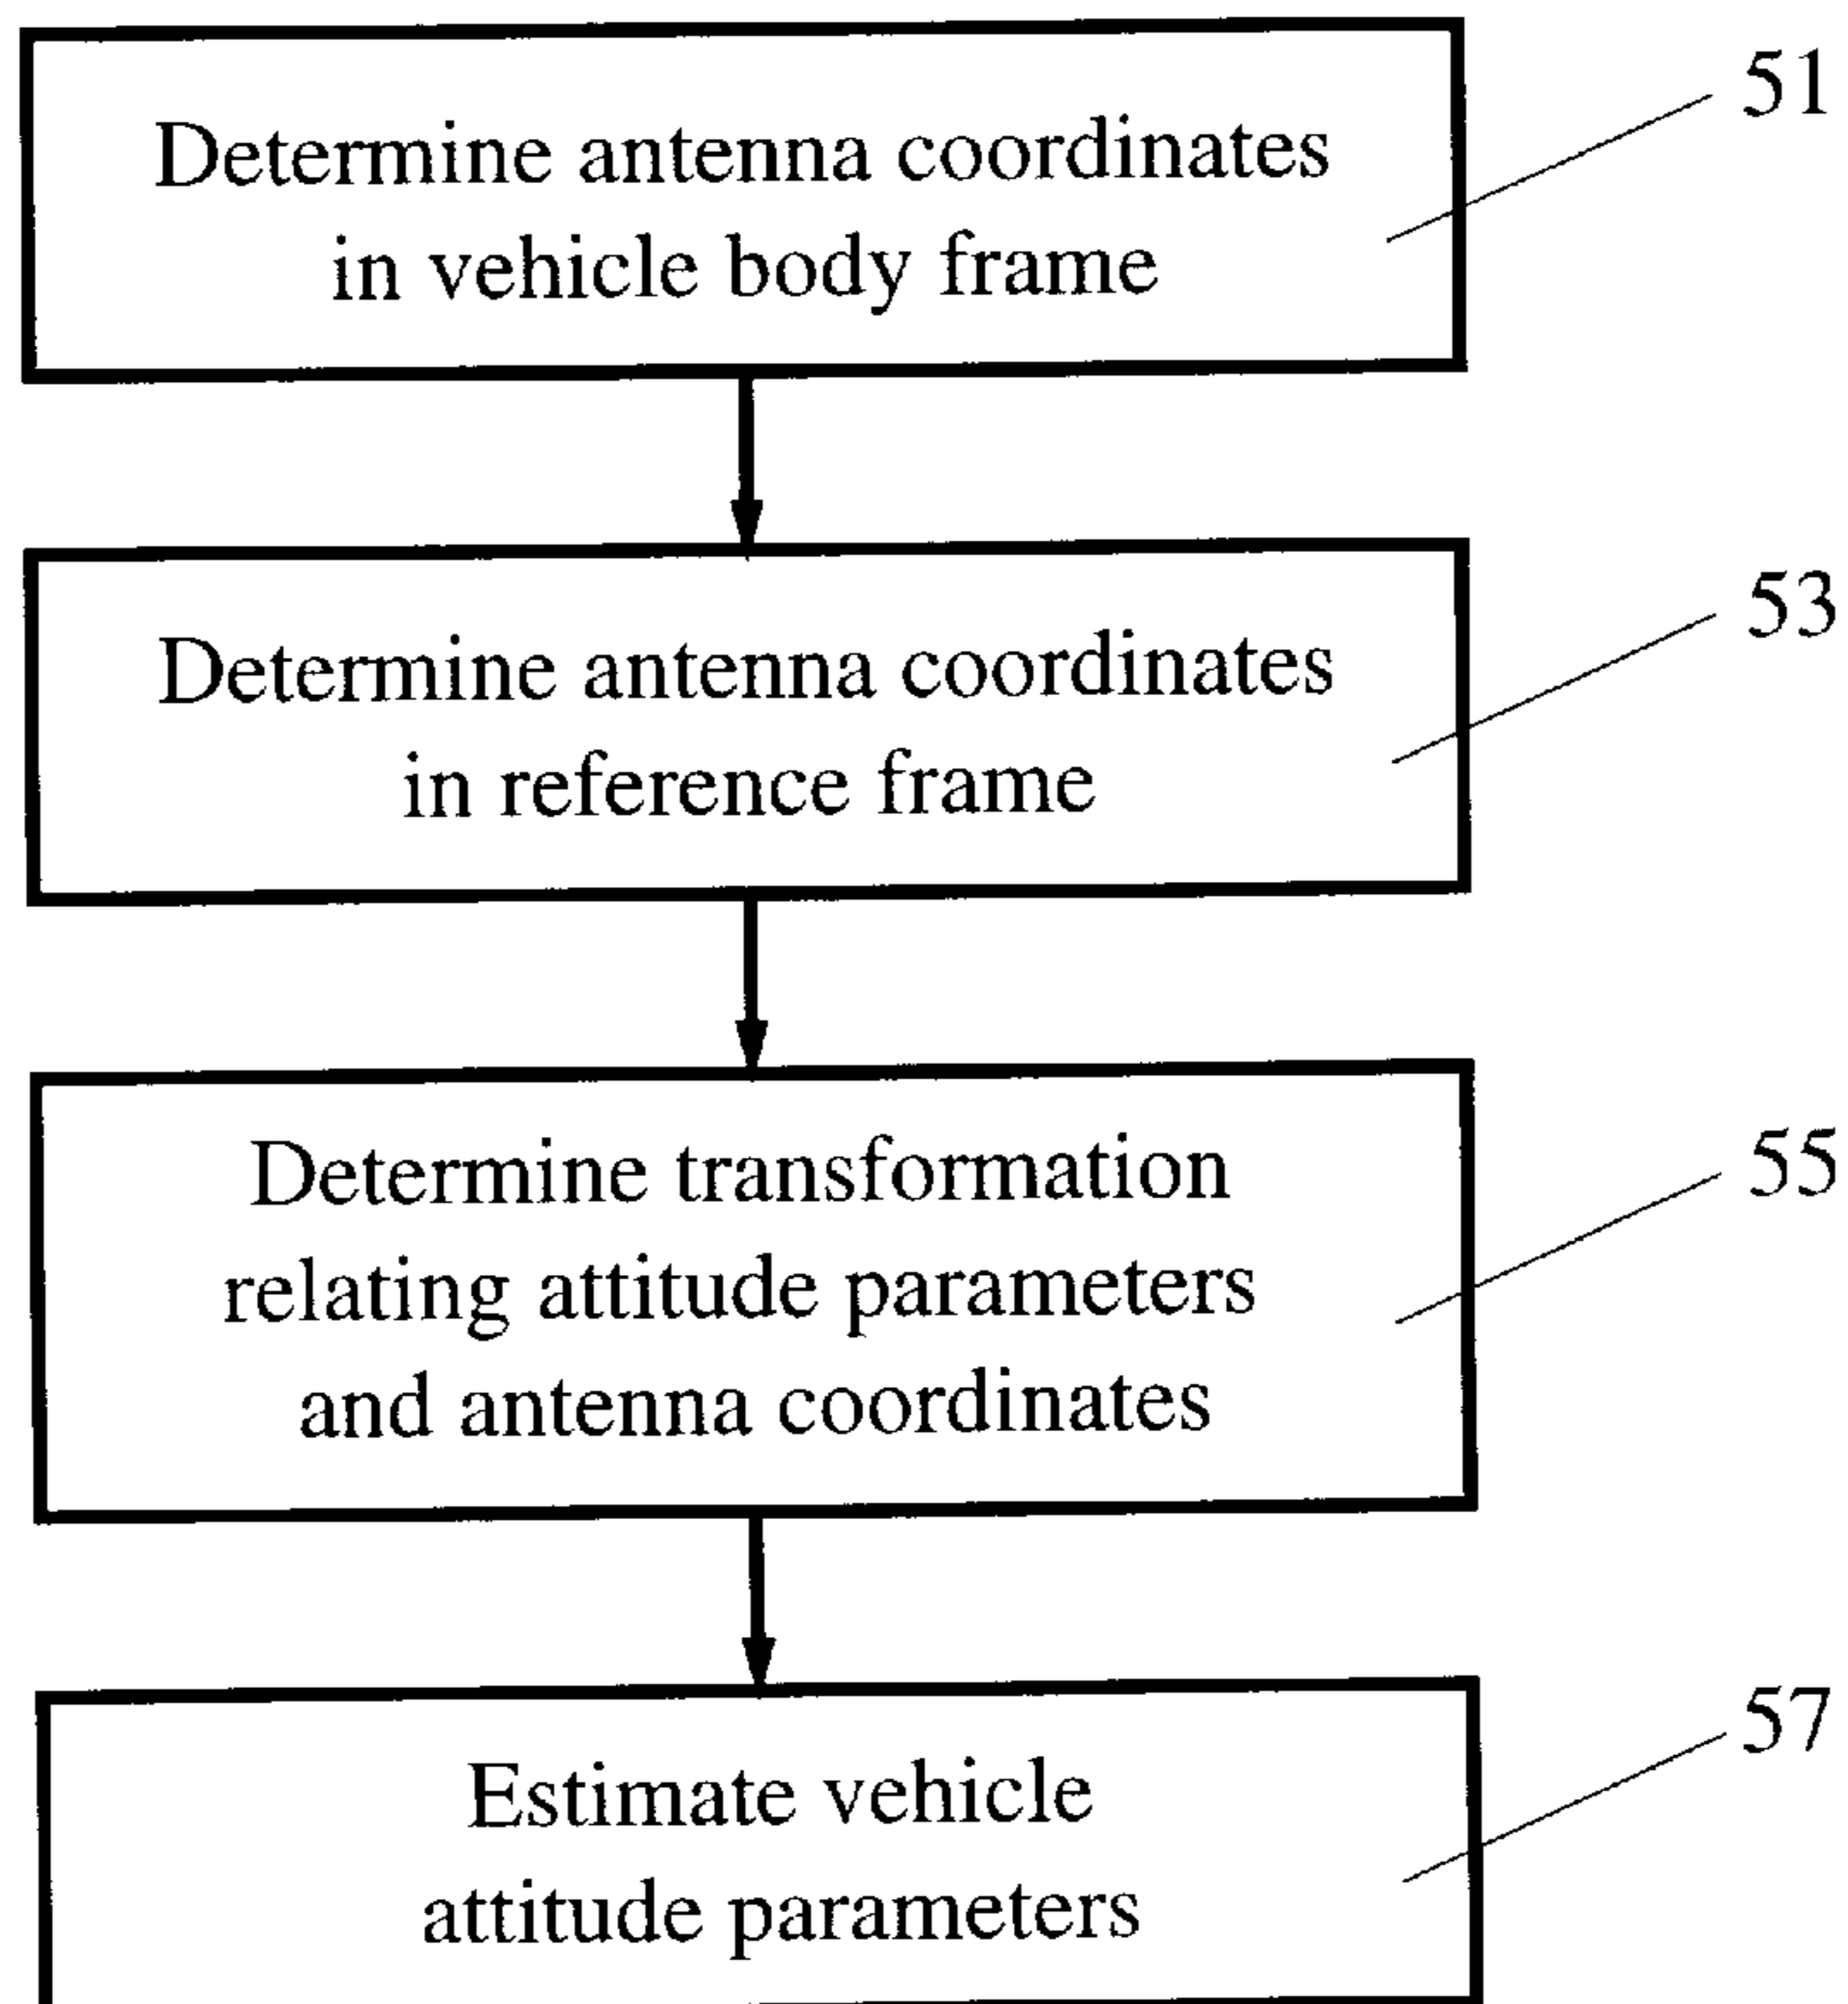 Determine antenna coordinates
in vehicle body frame
51
Determine antenna coordinates
in reference frame
53
Determine transformation
relating attitude parameters
and antenna coordinates
55
Estimate vehicle
attitude parameters
57